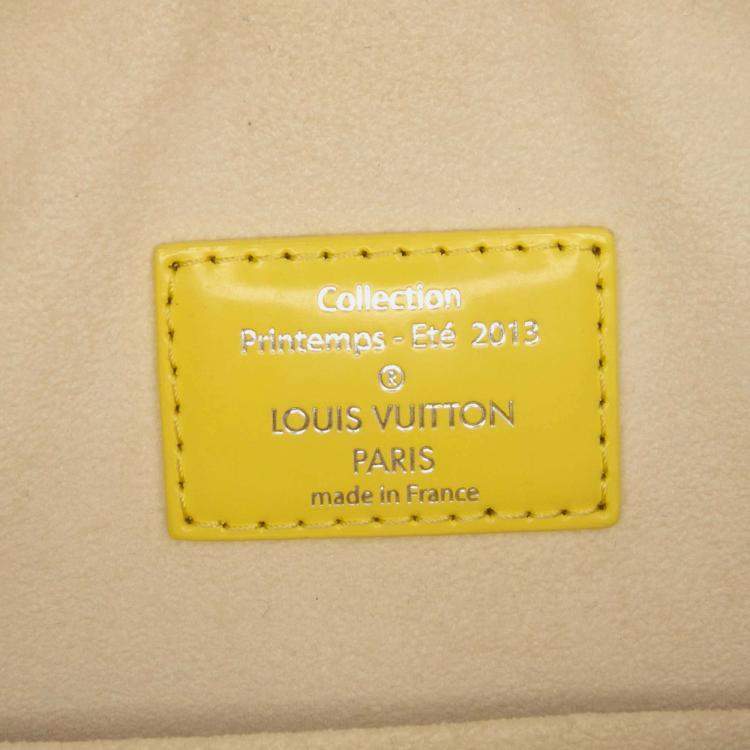 Collection
Printemps - Eté 2013
®
LOUIS VUITTON
PARIS
made in France